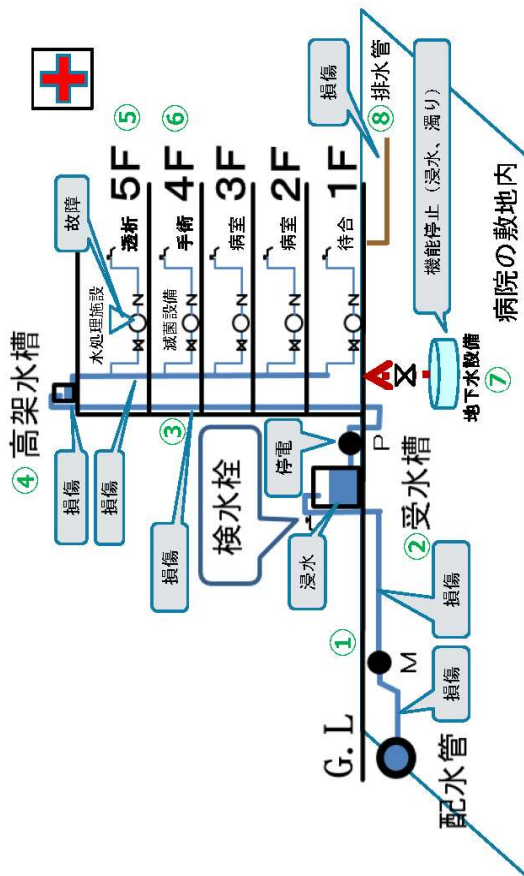 ④ 高架水槽
損傷
損傷
損傷
③
水処理施設
故障
透析
5F
⑤
滅菌設備
手術
4F
⑥
病室
3F
病室
2F
待合
1F
N
N
N
N
N
検水栓
浸水
停電
P
② 受水槽
G.L
①
M
損傷
損傷
配水管
地下水設備
⑦
損傷
⑧
排水管
機能停止（浸水、濁り）
病院の敷地内